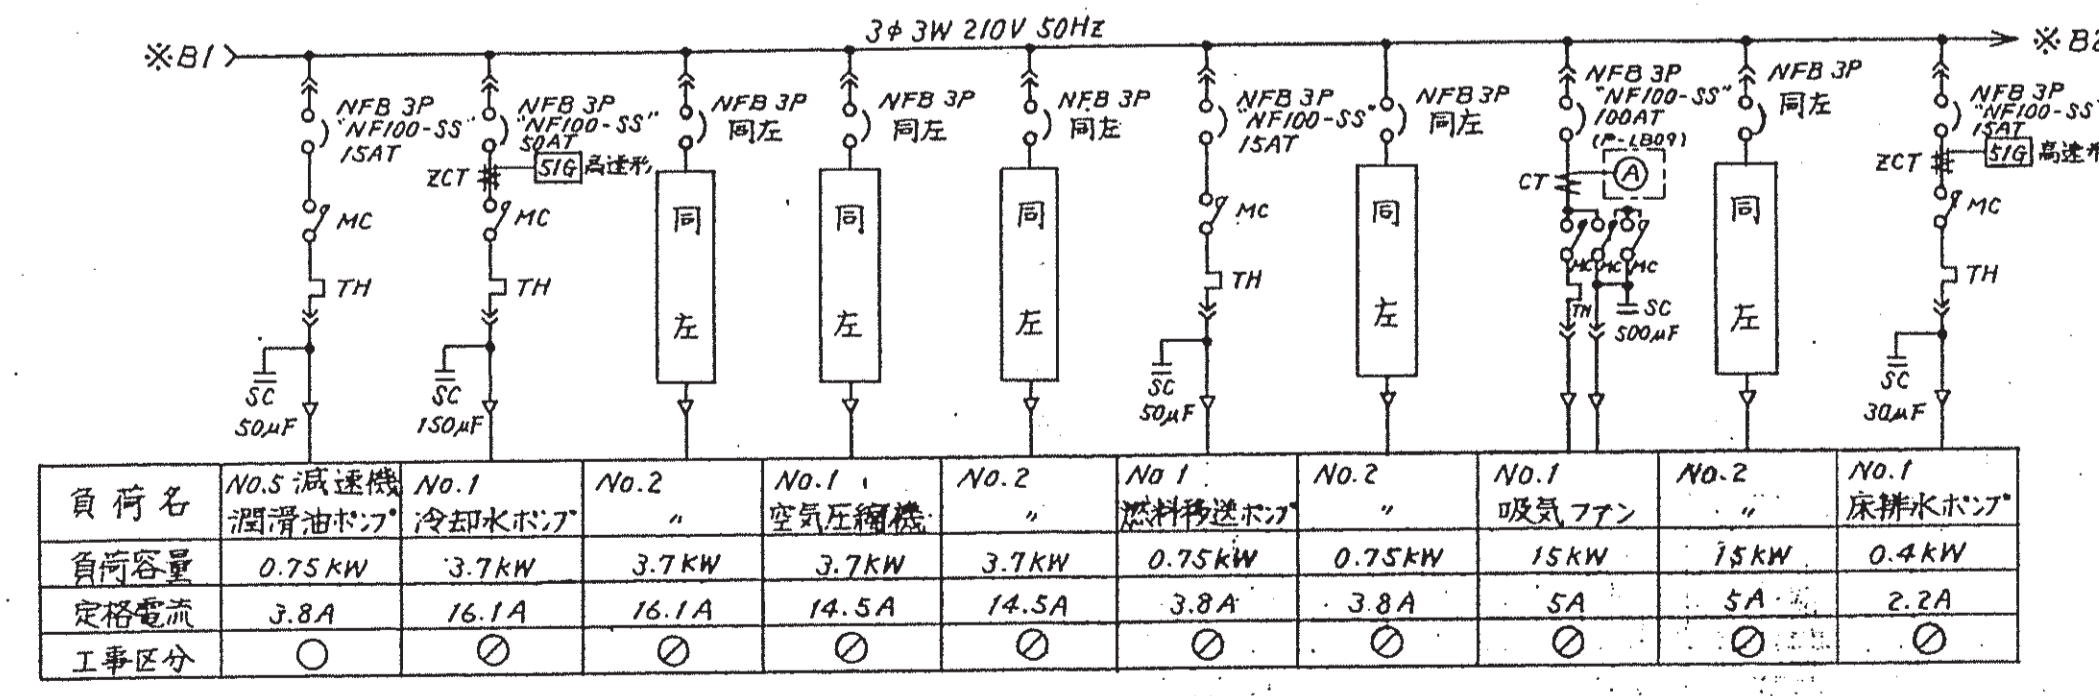 3φ 3W 210V 50Hz
※B1
※B2
NFB 3P
"NF100-SS"
15AT
MC
TH
SC
50μF
NFB 3P
"NF100-SS"
50AT
ZCT
51G 高速形
MC
TH
SC
150μF
NFB 3P
同左
同
左
NFB 3P
同左
同
左
NFB 3P
同左
同
左
NFB 3P
"NF100-SS"
15AT
MC
TH
SC
50μF
NFB 3P
同左
同
左
NFB 3P
"NF100-SS"
100AT
(P-LB09)
CT
A
MC MC MC
TH
SC
500μF
NFB 3P
同左
同
左
NFB 3P
"NF100-SS"
15AT
ZCT
51G 高速形
MC
TH
SC
30μF
負荷名 No.5 減速機 No.1 No.2 No.1 No.2 No 1 No.2 No.1 No.2 No.1
潤滑油ポンプ 冷却水ポンプ 〃 空気圧縮機 〃 燃料移送ポンプ 〃 吸気ファン 〃 床排水ポンプ
負荷容量 0.75KW 3.7KW 3.7KW 3.7KW 3.7KW 0.75KW 0.75KW 15KW 15KW 0.4KW
定格電流 3.8A 16.1A 16.1A 14.5A 14.5A 3.8A 3.8A 5A 5A 2.2A
工事区分